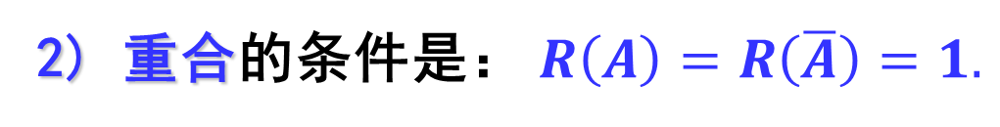 2）重合的条件是：R(A) = R(A̅) = 1.